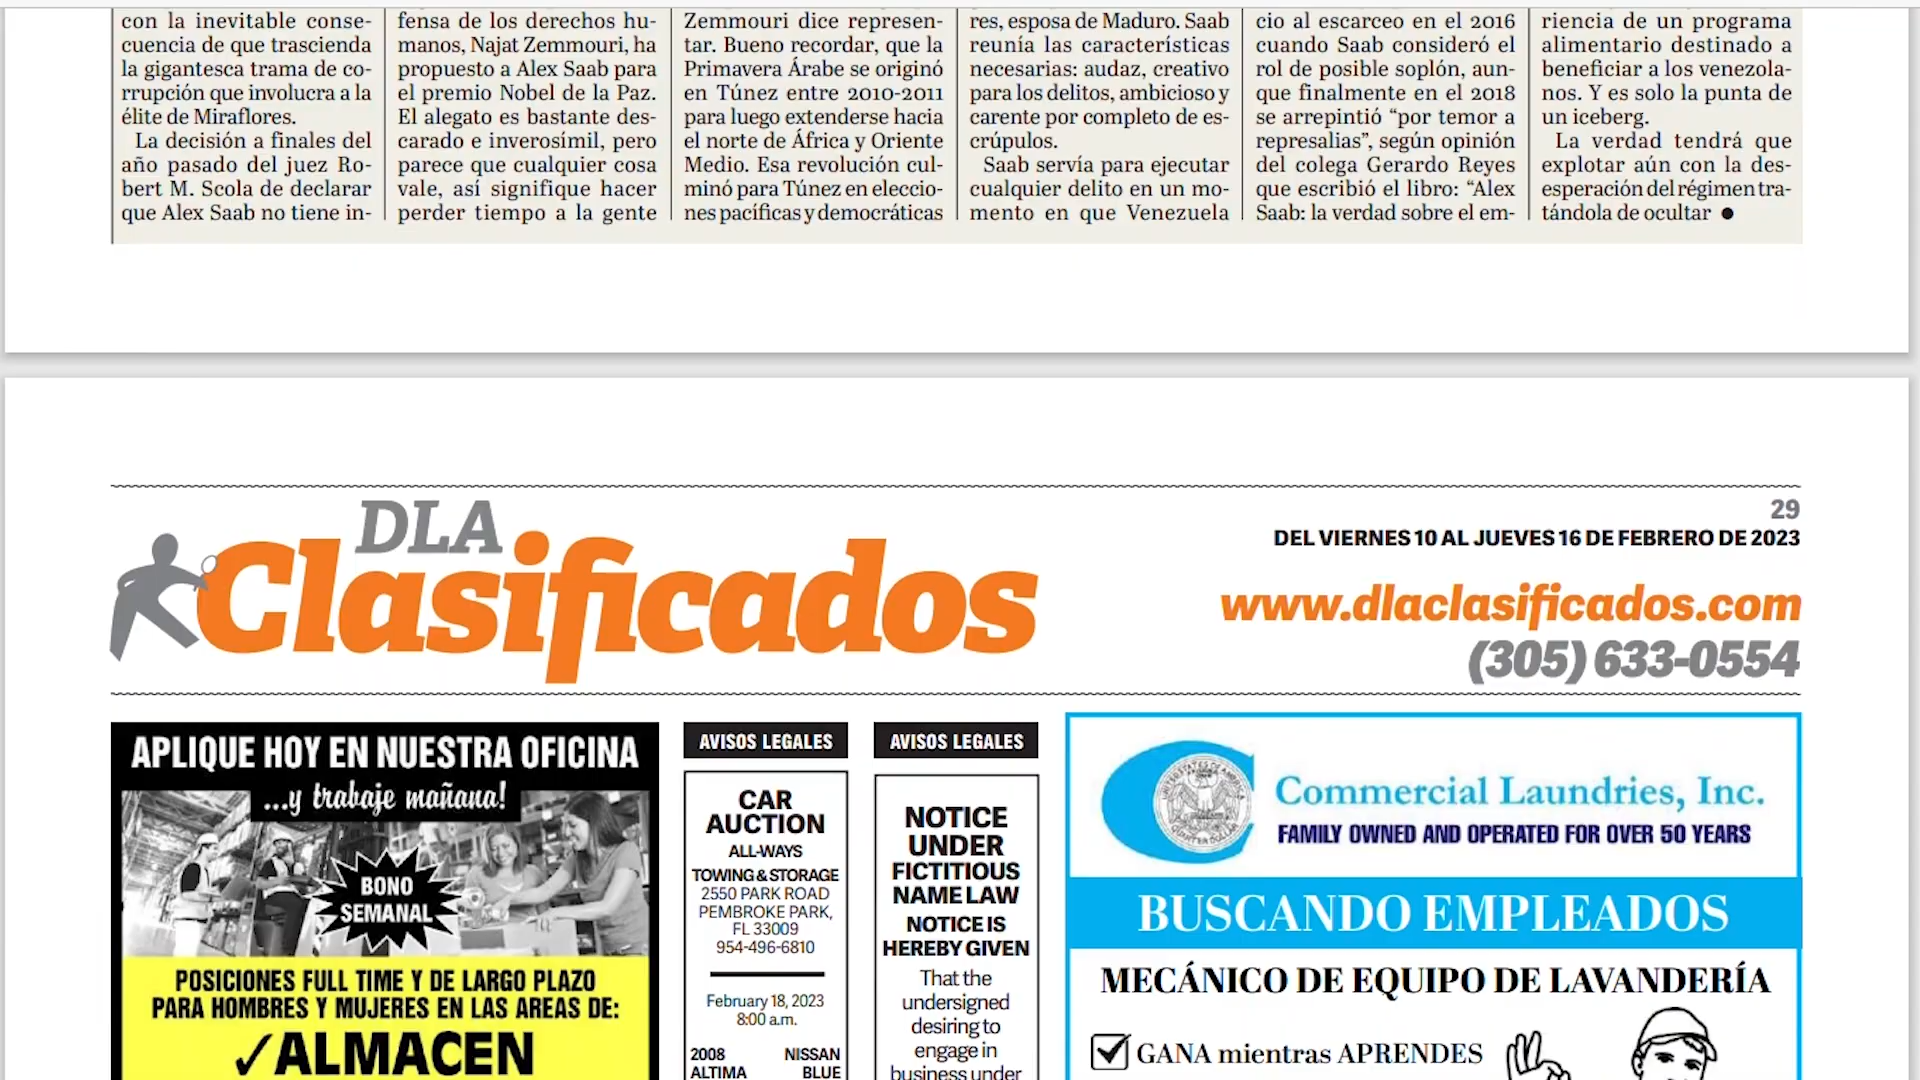 con la inevitable conse-
cuencia de que trascienda
la gigantesca trama de co-
rrupción que involucra a la
élite de Miraflores.
La decisión a finales del
año pasado del juez Ro-
bert M. Scola de declarar
que Alex Saab no tiene in-
fensa de los derechos hu-
manos, Najat Zemmouri, ha
propuesto a Alex Saab para
el premio Nobel de la Paz.
El alegato es bastante des-
carado e inverosímil, pero
parece que cualquier cosa
vale, así signifique hacer
perder tiempo a la gente
Zemmouri dice represen-
tar. Bueno recordar, que la
Primavera Árabe se originó
en Túnez entre 2010-2011
para luego extenderse hacia
el norte de África y Oriente
Medio. Esa revolución cul-
minó para Túnez en eleccio-
nes pacíficas y democráticas
res, esposa de Maduro. Saab
reunía las características
necesarias: audaz, creativo
para los delitos, ambicioso y
carente por completo de es-
crúpulos.
Saab servía para ejecutar
cualquier delito en un mo-
mento en que Venezuela
cio al escarceo en el 2016
cuando Saab consideró el
rol de posible soplón, aun-
que finalmente en el 2018
se arrepintió “por temor a
represalias”, según opinión
del colega Gerardo Reyes
que escribió el libro: “Alex
Saab: la verdad sobre el em-
riencia de un programa
alimentario destinado a
beneficiar a los venezola-
nos. Y es solo la punta de
un iceberg.
La verdad tendrá que
explotar aún con la des-
esperación del régimen tra-
tándola de ocultar ●
DLA
Clasificados
29
DEL VIERNES 10 AL JUEVES 16 DE FEBRERO DE 2023
www.dlaclasificados.com
(305) 633-0554
APLIQUE HOY EN NUESTRA OFICINA
...y trabaje mañana!
BONO
SEMANAL
POSICIONES FULL TIME Y DE LARGO PLAZO
PARA HOMBRES Y MUJERES EN LAS AREAS DE:
✓ALMACEN
AVISOS LEGALES
CAR
AUCTION
ALL-WAYS
TOWING & STORAGE
2550 PARK ROAD
PEMBROKE PARK,
FL 33009
954-496-6810
February 18, 2023
8:00 a.m.
2008 NISSAN
ALTIMA BLUE
AVISOS LEGALES
NOTICE
UNDER
FICTITIOUS
NAME LAW
NOTICE IS
HEREBY GIVEN
That the
undersigned
desiring to
engage in
business under
Commercial Laundries, Inc.
FAMILY OWNED AND OPERATED FOR OVER 50 YEARS
BUSCANDO EMPLEADOS
MECÁNICO DE EQUIPO DE LAVANDERÍA
GANA mientras APRENDES